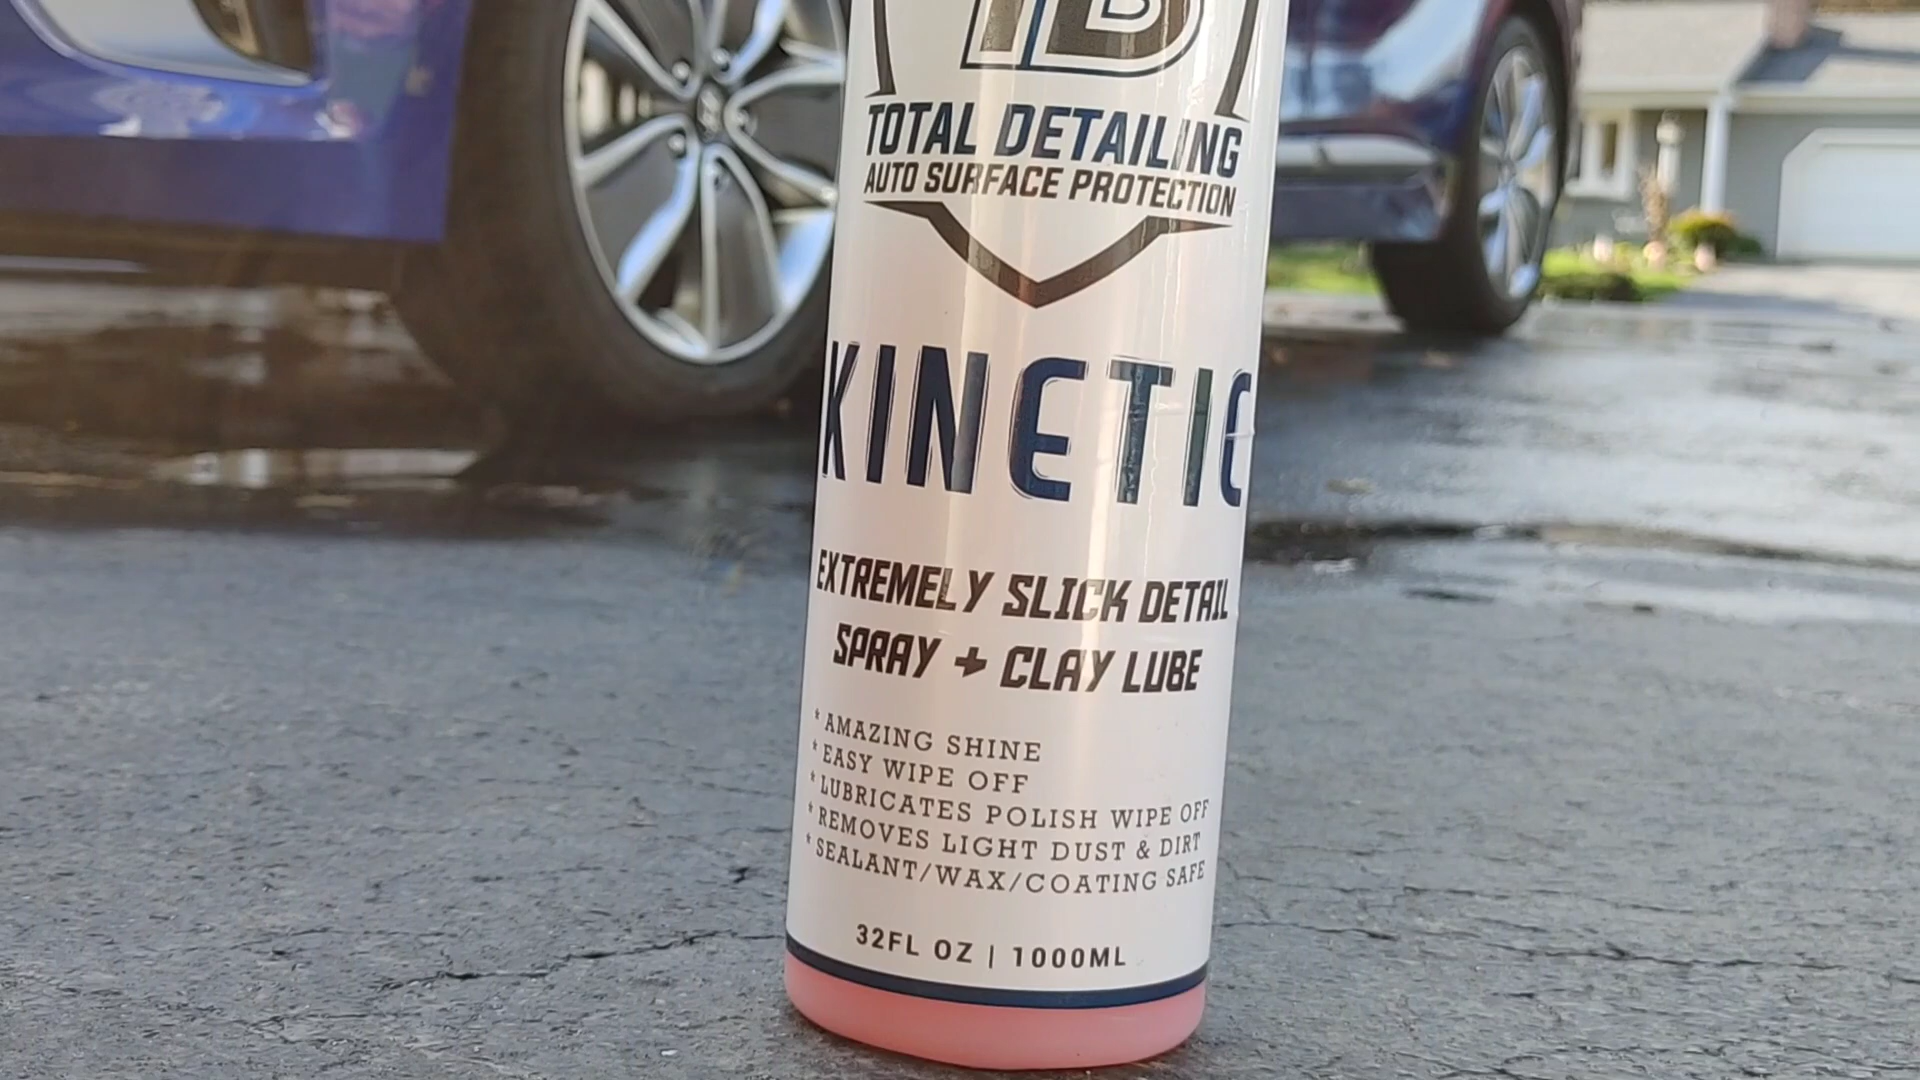 TOTAL DETAILING
AUTO SURFACE PROTECTION
KINETIC
EXTREMELY SLICK DETAIL
SPRAY + CLAY LUBE
* AMAZING SHINE
* EASY WIPE OFF
* LUBRICATES POLISH WIPE OFF
* REMOVES LIGHT DUST & DIRT
* SEALANT/WAX/COATING SAFE
32FL OZ | 1000ML